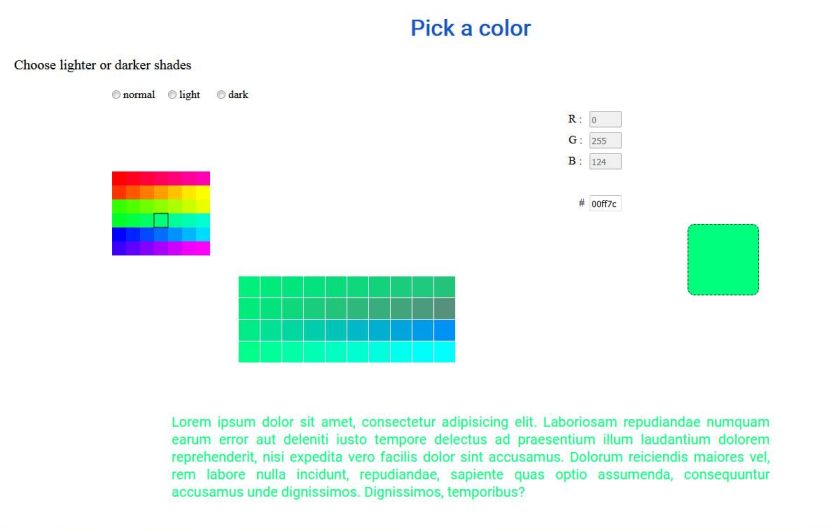 Pick a color
Choose lighter or darker shades
normal light dark
R : 0
G : 255
B : 124
# 00ff7c
Lorem ipsum dolor sit amet, consectetur adipisicing elit. Laboriosam repudiandae numquam
earum error aut deleniti iusto tempore delectus ad praesentium illum laudantium dolorem
reprehenderit, nisi expedita vero facilis dolor sint accusamus. Dolorum reiciendis maiores vel,
rem labore nulla incidunt, repudiandae, sapiente quas optio assumenda, consequuntur
accusamus unde dignissimos. Dignissimos, temporibus?